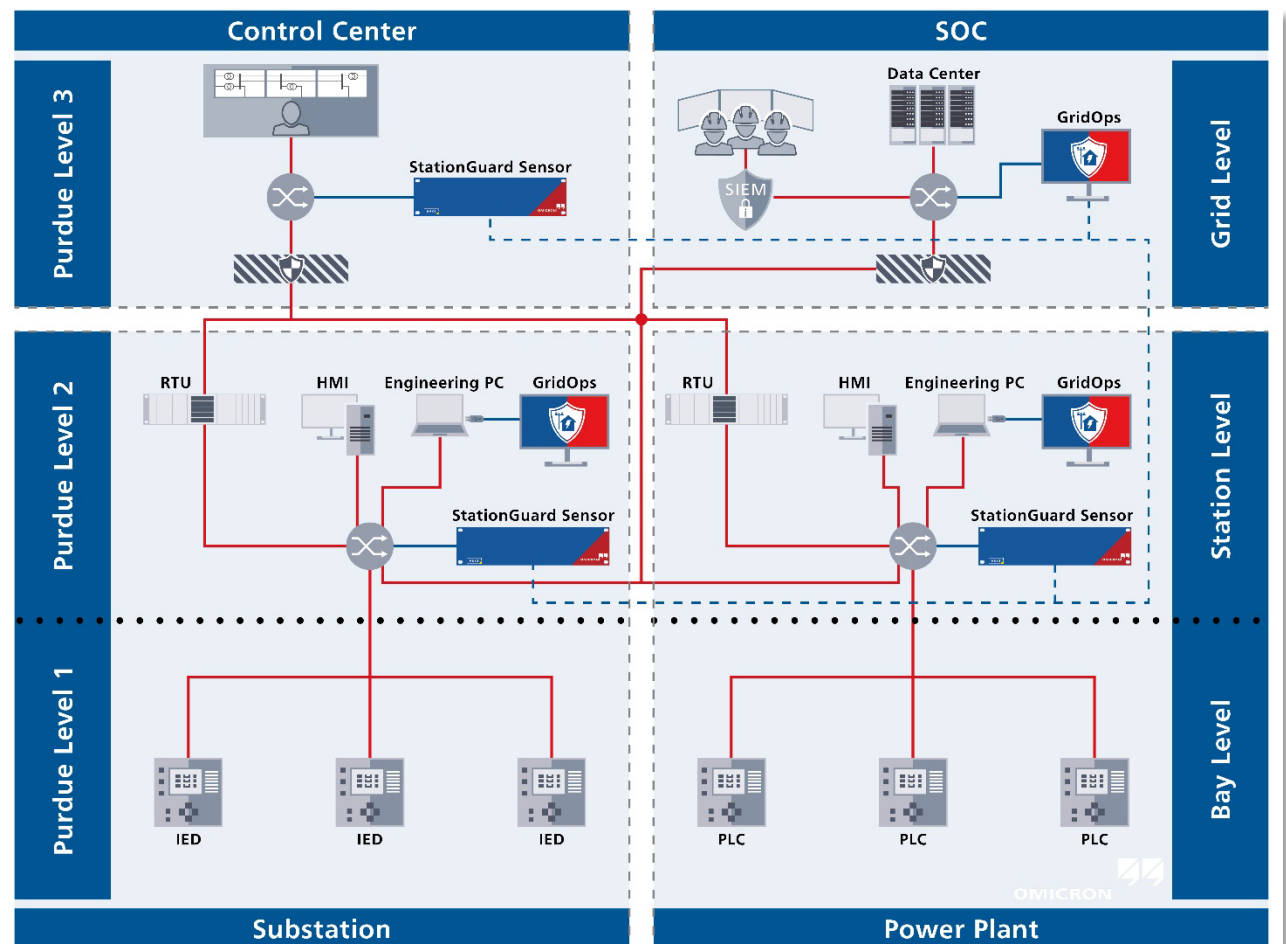 Control Center
SOC
Purdue Level 3
Grid Level
Data Center
GridOps
StationGuard Sensor
SIEM
OMICRON
Purdue Level 2
Station Level
RTU
HMI
Engineering PC
GridOps
RTU
HMI
Engineering PC
GridOps
StationGuard Sensor
StationGuard Sensor
Purdue Level 1
Bay Level
IED
IED
IED
PLC
PLC
PLC
OMICRON
Substation
Power Plant